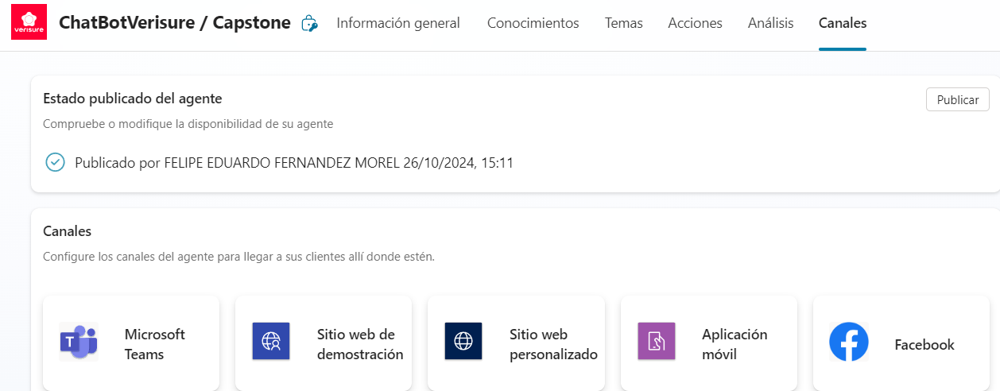 verisure
ChatBotVerisure / Capstone
Información general
Conocimientos
Temas
Acciones
Análisis
Canales
Estado publicado del agente
Publicar
Compruebe o modifique la disponibilidad de su agente
Publicado por FELIPE EDUARDO FERNANDEZ MOREL 26/10/2024, 15:11
Canales
Configure los canales del agente para llegar a sus clientes allí donde estén.
Microsoft
Teams
Sitio web de
demostración
Sitio web
personalizado
Aplicación
móvil
Facebook